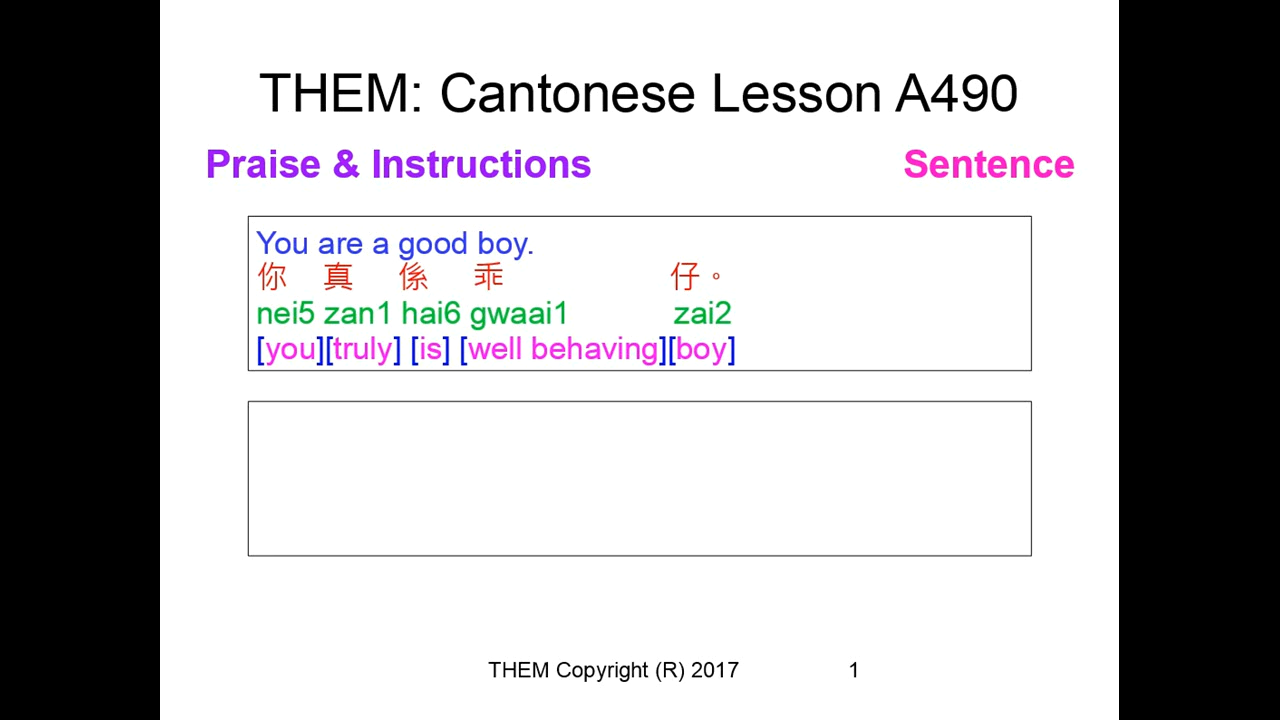 THEM: Cantonese Lesson A490
Praise & Instructions Sentence
You are a good boy.
你 真 係 乖 仔。
nei5 zan1 hai6 gwaai1 zai2
[you][truly] [is] [well behaving][boy]
THEM Copyright (R) 2017 1